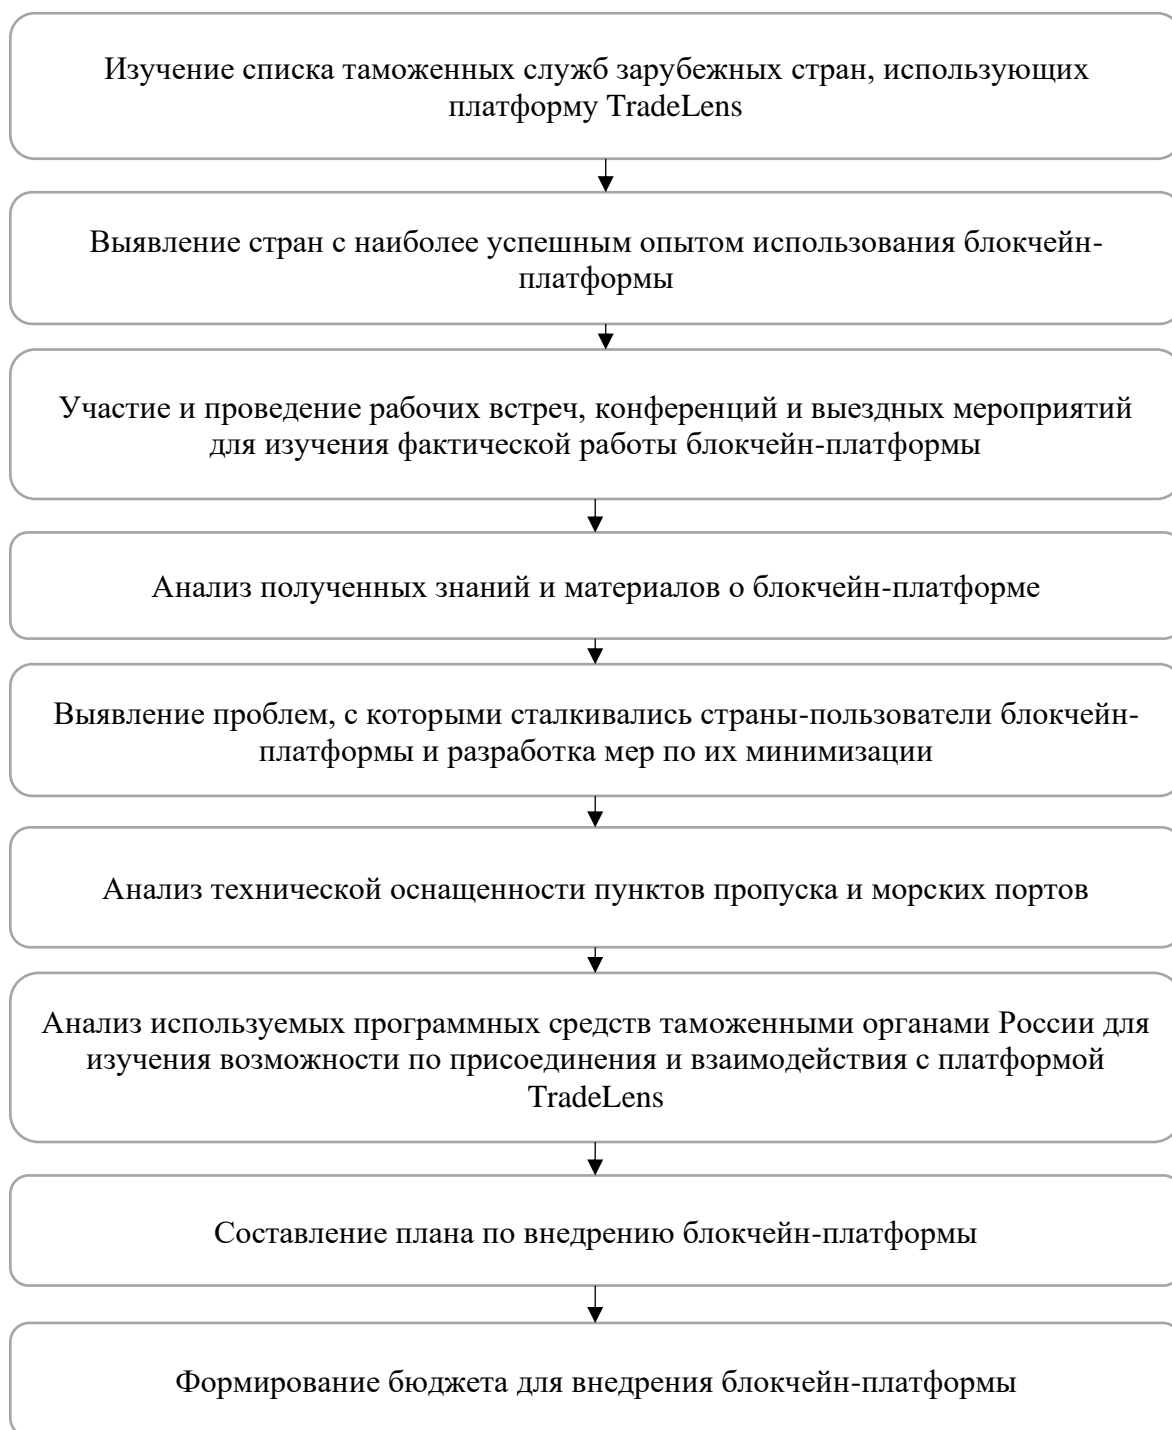 Изучение списка таможенных служб зарубежных стран, использующих
платформу TradeLens
Выявление стран с наиболее успешным опытом использования блокчейн-
платформы
Участие и проведение рабочих встреч, конференций и выездных мероприятий
для изучения фактической работы блокчейн-платформы
Анализ полученных знаний и материалов о блокчейн-платформе
Выявление проблем, с которыми сталкивались страны-пользователи блокчейн-
платформы и разработка мер по их минимизации
Анализ технической оснащенности пунктов пропуска и морских портов
Анализ используемых программных средств таможенными органами России для
изучения возможности по присоединения и взаимодействия с платформой
TradeLens
Составление плана по внедрению блокчейн-платформы
Формирование бюджета для внедрения блокчейн-платформы